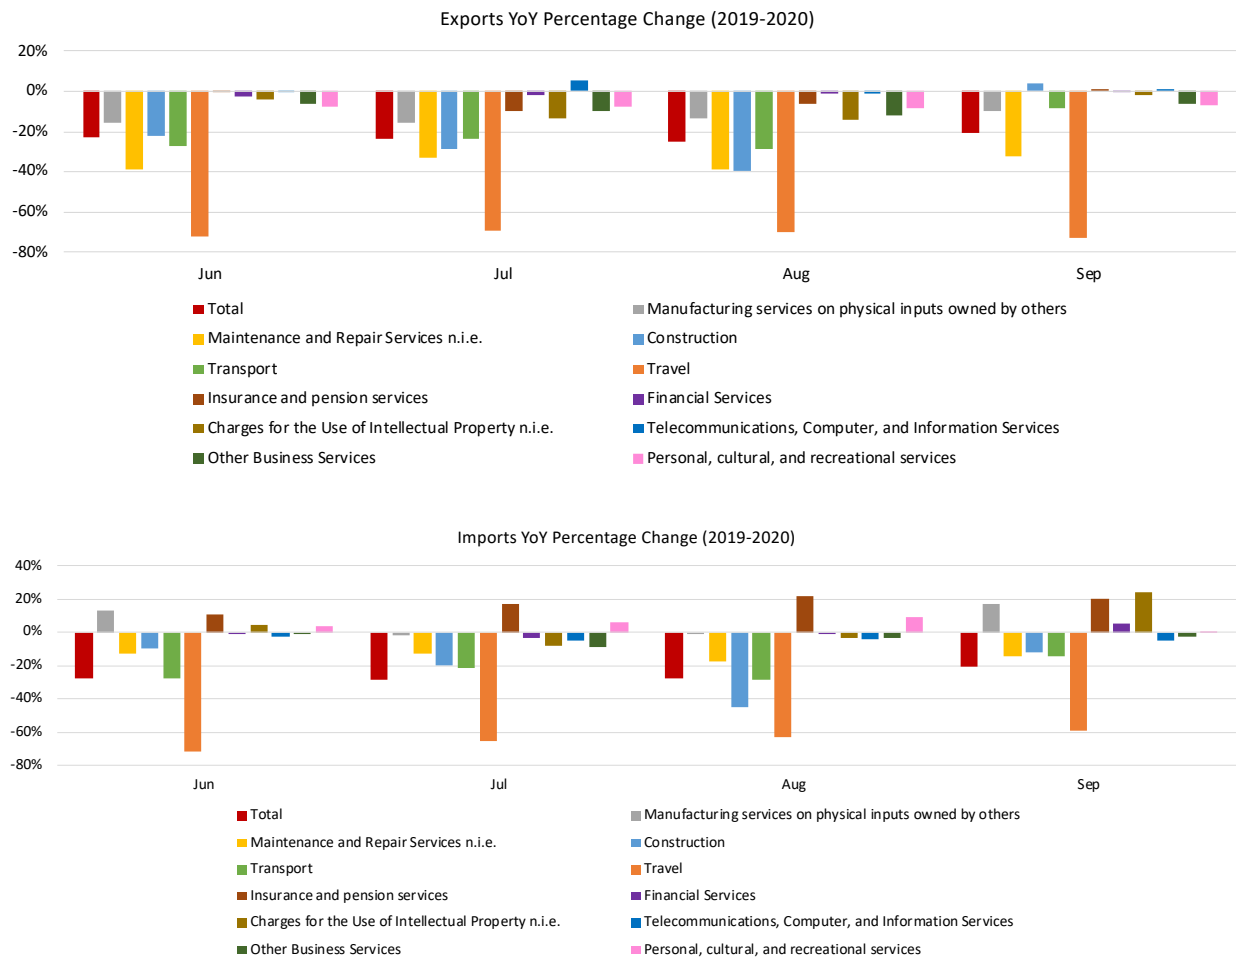 Exports YoY Percentage Change (2019-2020)
20%
0%
-20%
-40%
-60%
-80%
Jun Jul Aug Sep
Total Manufacturing services on physical inputs owned by others
Maintenance and Repair Services n.i.e. Construction
Transport Travel
Insurance and pension services Financial Services
Charges for the Use of Intellectual Property n.i.e. Telecommunications, Computer, and Information Services
Other Business Services Personal, cultural, and recreational services
Imports YoY Percentage Change (2019-2020)
40%
20%
0%
-20%
-40%
-60%
-80%
Jun Jul Aug Sep
Total Manufacturing services on physical inputs owned by others
Maintenance and Repair Services n.i.e. Construction
Transport Travel
Insurance and pension services Financial Services
Charges for the Use of Intellectual Property n.i.e. Telecommunications, Computer, and Information Services
Other Business Services Personal, cultural, and recreational services